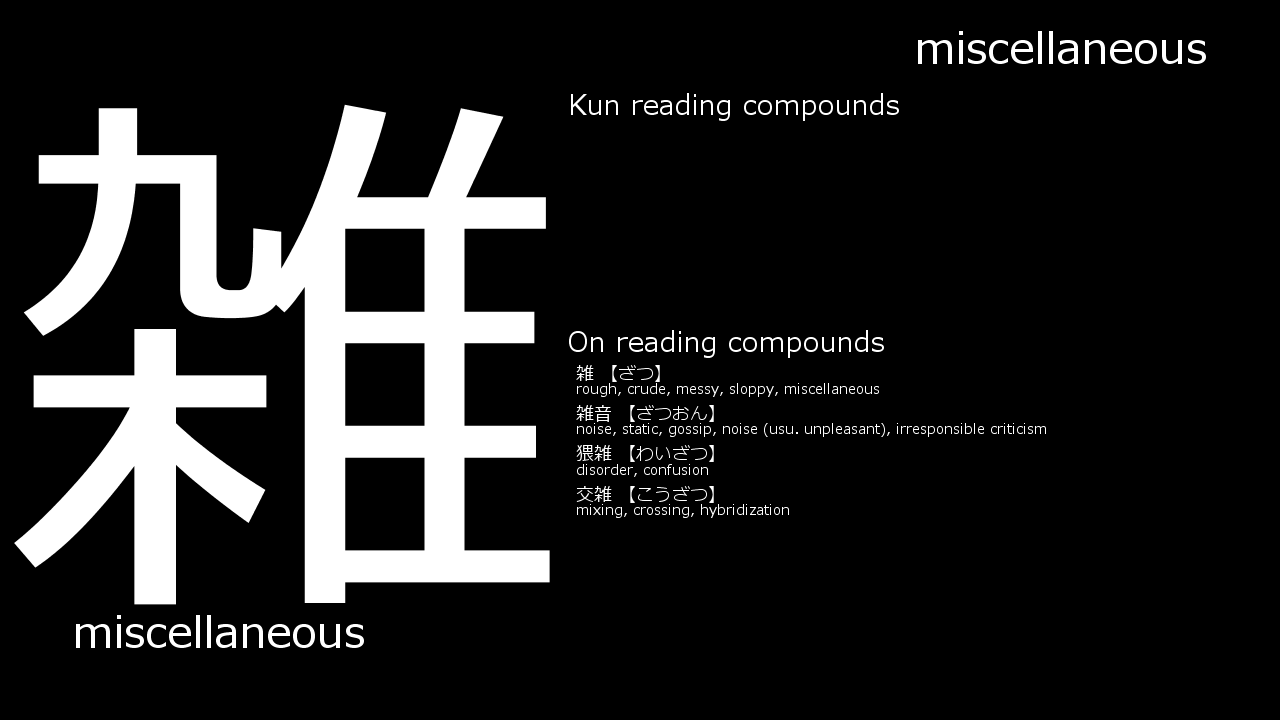 miscellaneous
雑
miscellaneous
Kun reading compounds
On reading compounds
雑 【ざつ】
rough, crude, messy, sloppy, miscellaneous
雑音 【ざつおん】
noise, static, gossip, noise (usu. unpleasant), irresponsible criticism
猥雑 【わいざつ】
disorder, confusion
交雑 【こうざつ】
mixing, crossing, hybridization